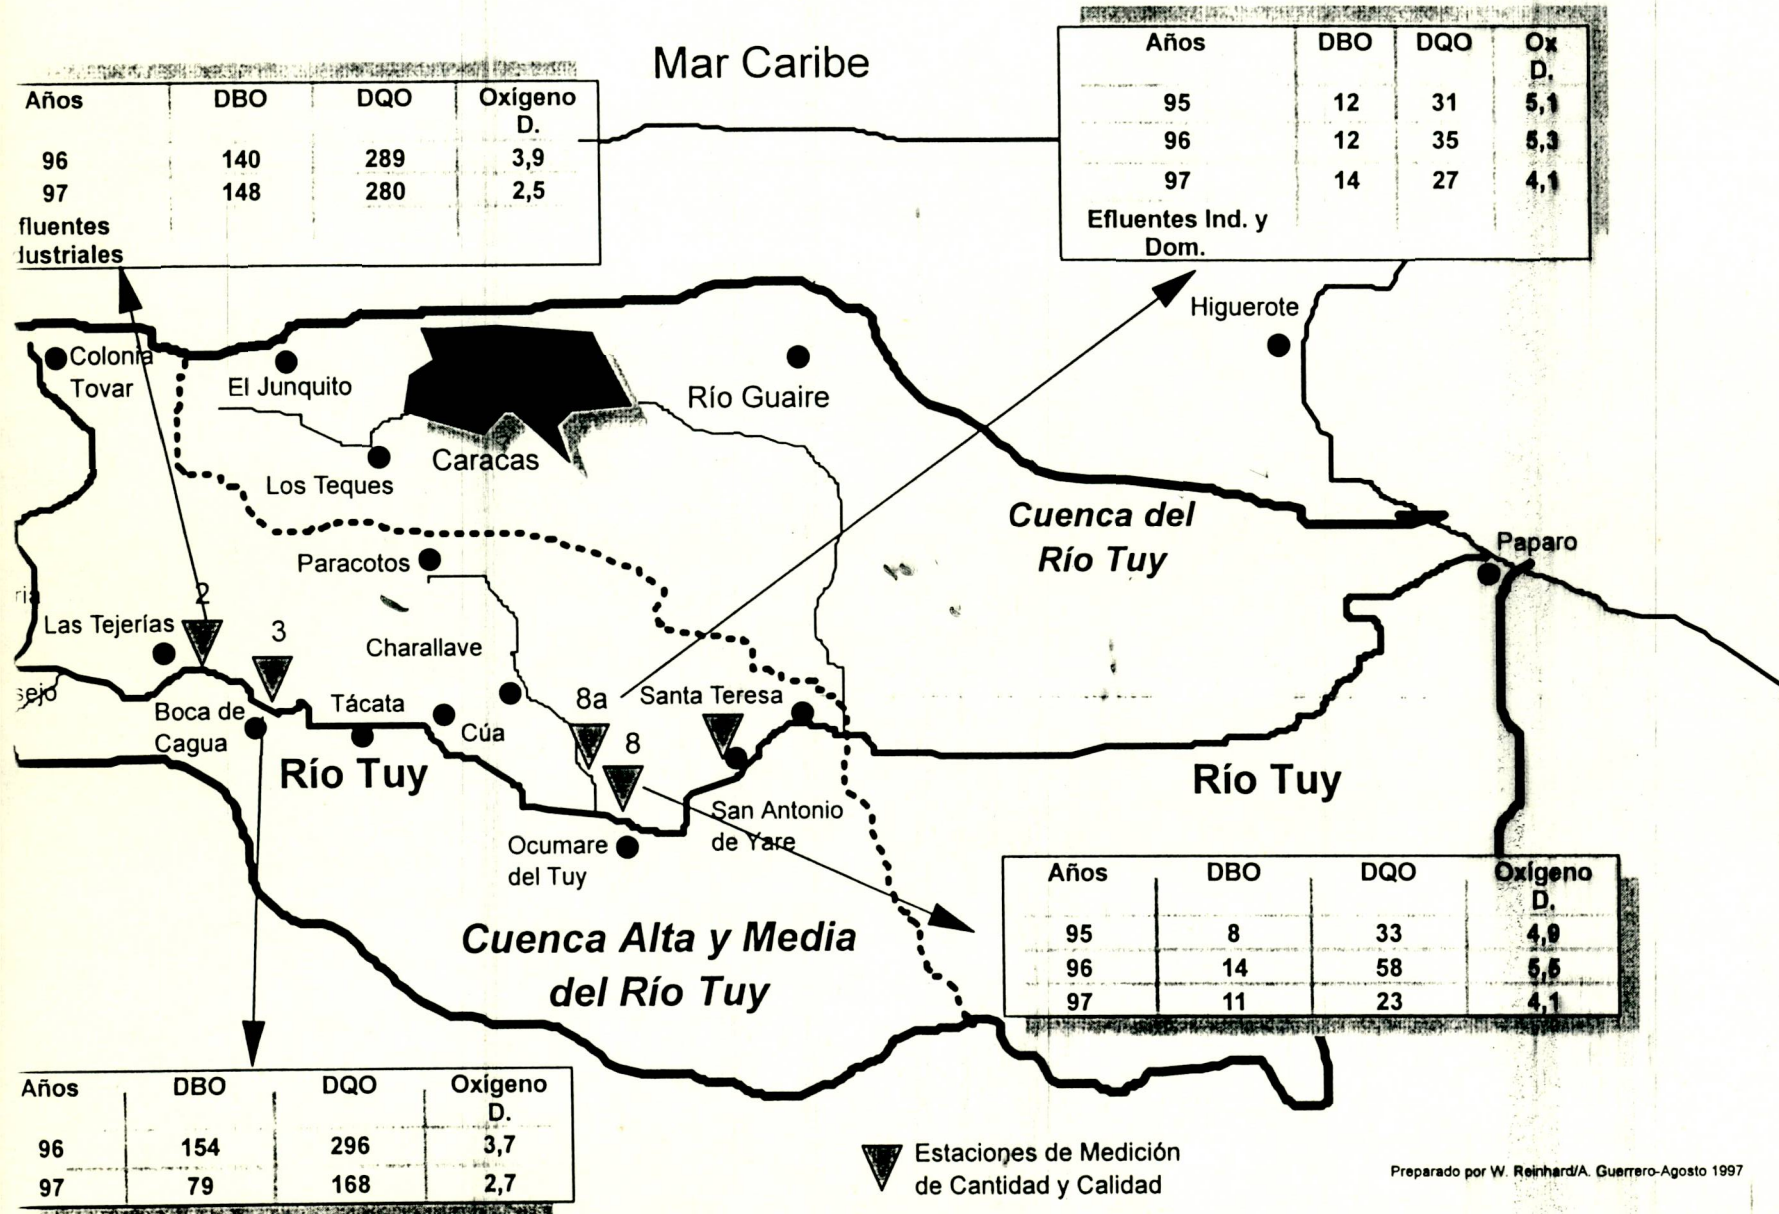 Mar Caribe
Años DBO DQO Oxígeno
D.
96 140 289 3,9
97 148 280 2,5
fluentes
dustriales
Años DBO DQO Ox
D.
95 12 31 5,1
96 12 35 5,3
97 14 27 4,1
Efluentes Ind. y
Dom.
Higuerote
Colonia
Tovar
El Junquito
Río Guaire
Caracas
Los Teques
Cuenca del
Río Tuy
Paparo
Paracotos
2
ria
Las Tejerías
3
Charallave
sejo
Tácata
8a
Santa Teresa
Boca de
Cagua
Cúa
8
Río Tuy
Río Tuy
San Antonio
de Yare
Ocumare
del Tuy
Años DBO DQO Oxígeno
D.
95 8 33 4,9
96 14 58 5,5
97 11 23 4,1
Cuenca Alta y Media
del Río Tuy
Años DBO DQO Oxígeno
D.
96 154 296 3,7
97 79 168 2,7
Estaciones de Medición
de Cantidad y Calidad
Preparado por W. Reinhard/A. Guerrero-Agosto 1997